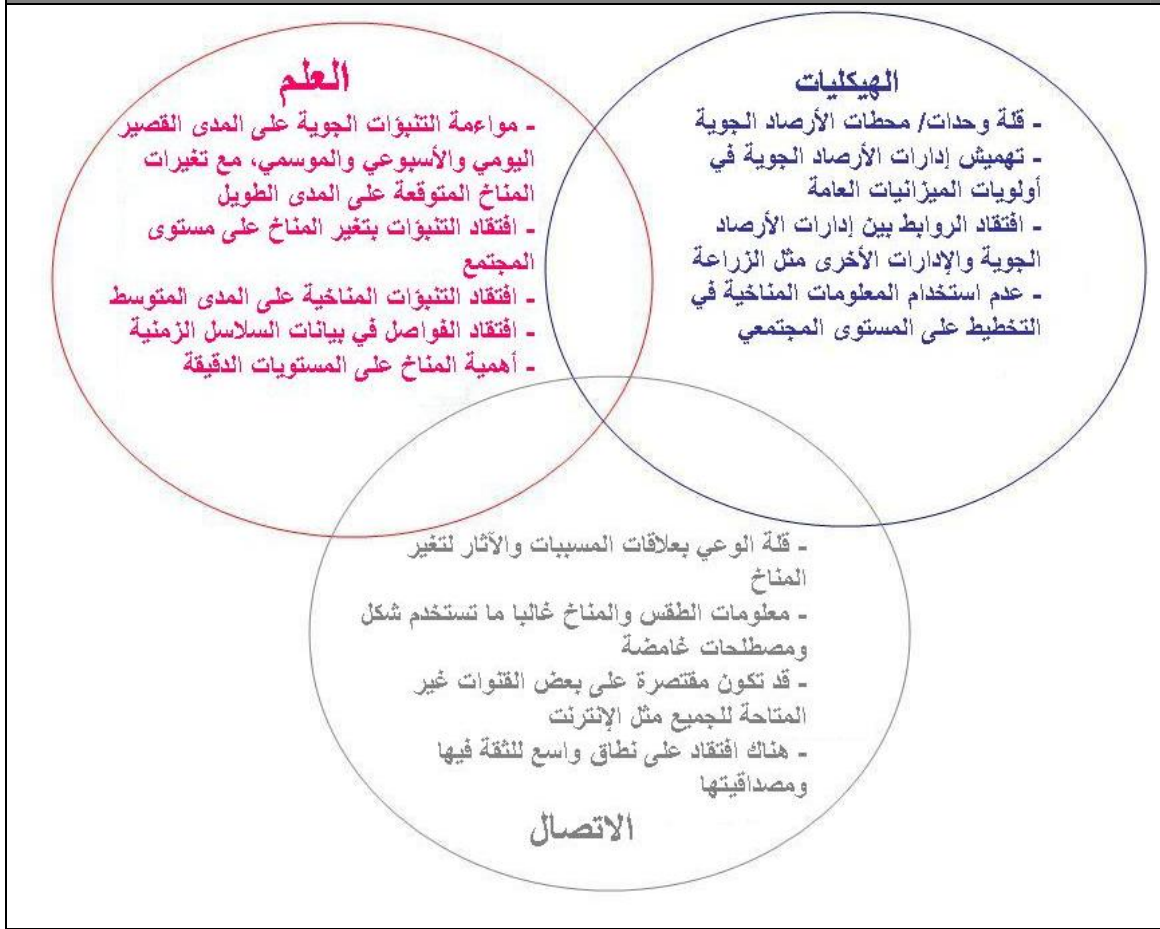 الهيكليات
- قلة وحدات/ محطات الأرصاد الجوية
- تهميش إدارات الأرصاد الجوية في
أولويات الميزانيات العامة
- افتقاد الروابط بين إدارات الأرصاد
الجوية والإدارات الأخرى مثل الزراعة
- عدم استخدام المعلومات المناخية في
التخطيط على المستوى المجتمعي
العلم
- مواءمة التنبؤات الجوية على المدى القصير
اليومي والأسبوعي والموسمي، مع تغيرات
المناخ المتوقعة على المدى الطويل
- افتقاد التنبؤات بتغير المناخ على مستوى
المجتمع
- افتقاد التنبؤات المناخية على المدى المتوسط
- افتقاد الفواصل في بيانات السلاسل الزمنية
- أهمية المناخ على المستويات الدقيقة
- قلة الوعي بعلاقات المسببات والآثار لتغير
المناخ
- معلومات الطقس والمناخ غالبا ما تستخدم شكل
ومصطلحات غامضة
- قد تكون مقتصرة على بعض القنوات غير
المتاحة للجميع مثل الإنترنت
- هناك افتقاد على نطاق واسع للثقة فيها
ومصداقيتها
الاتصال